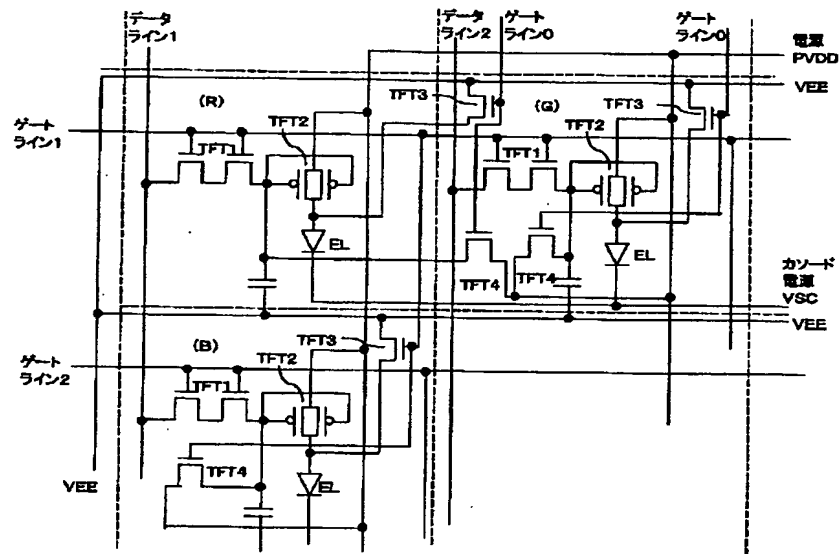 データ
ライン1
データ
ライン2
ゲート
ライン0
ゲート
ライン0
電源
PVDD
VEE
(R)
TFT3
(G)
TFT3
ゲート
ライン1
TFT1
TFT2
TFT1
TFT2
EL
EL
TFT4
TFT4
カソード
電源
VSC
VEE
(B)
TFT3
ゲート
ライン2
TFT1
TFT2
TFT4
EL
VEE